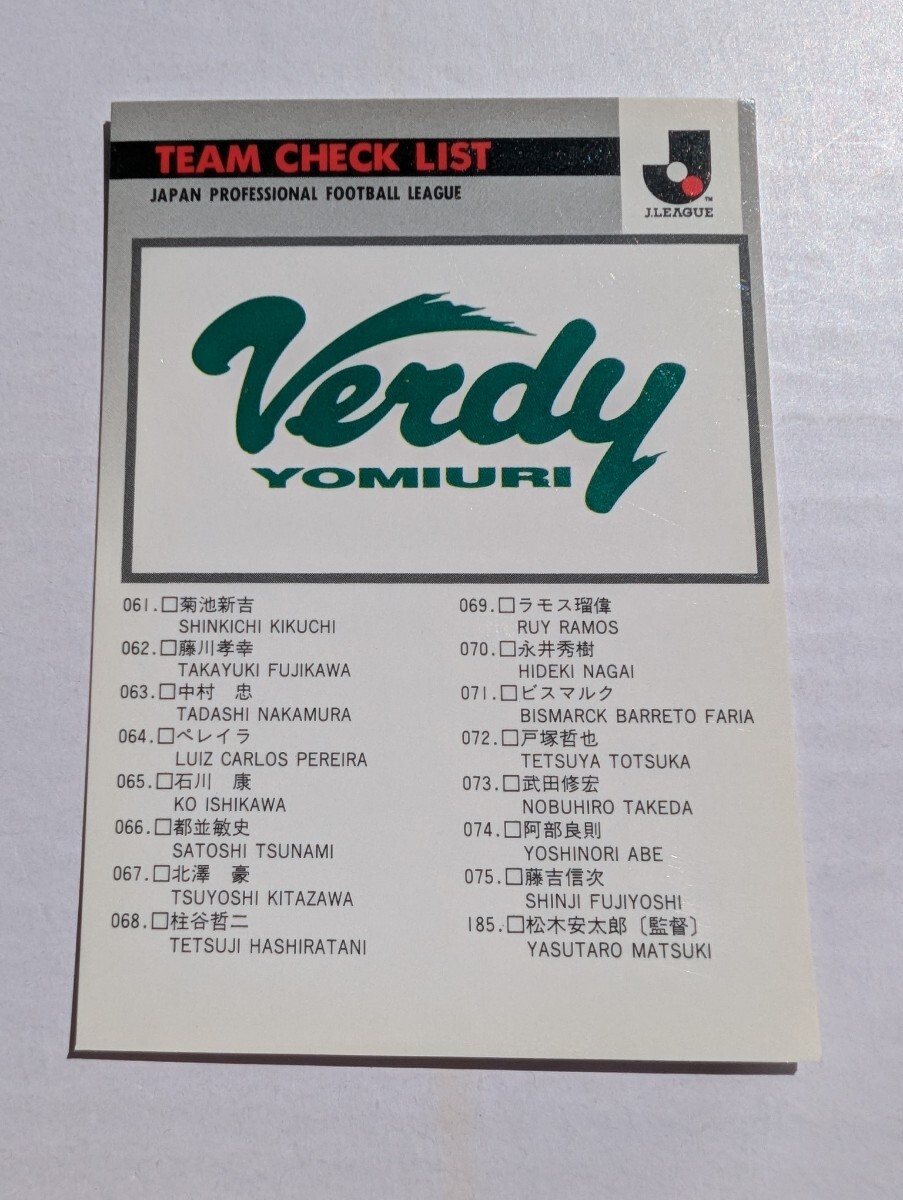 TEAM CHECK LIST
JAPAN PROFESSIONAL FOOTBALL LEAGUE
J.LEAGUE
TM
Verdy
YOMIURI
061.□菊池新吉
SHINKICHI KIKUCHI
062.□藤川孝幸
TAKAYUKI FUJIKAWA
063.□中村　忠
TADASHI NAKAMURA
064.□ペレイラ
LUIZ CARLOS PEREIRA
065.□石川　康
KO ISHIKAWA
066.□都並敏史
SATOSHI TSUNAMI
067.□北澤　豪
TSUYOSHI KITAZAWA
068.□柱谷哲二
TETSUJI HASHIRATANI
069.□ラモス瑠偉
RUY RAMOS
070.□永井秀樹
HIDEKI NAGAI
071.□ビスマルク
BISMARCK BARRETO FARIA
072.□戸塚哲也
TETSUYA TOTSUKA
073.□武田修宏
NOBUHIRO TAKEDA
074.□阿部良則
YOSHINORI ABE
075.□藤吉信次
SHINJI FUJIYOSHI
185.□松木安太郎〔監督〕
YASUTARO MATSUKI